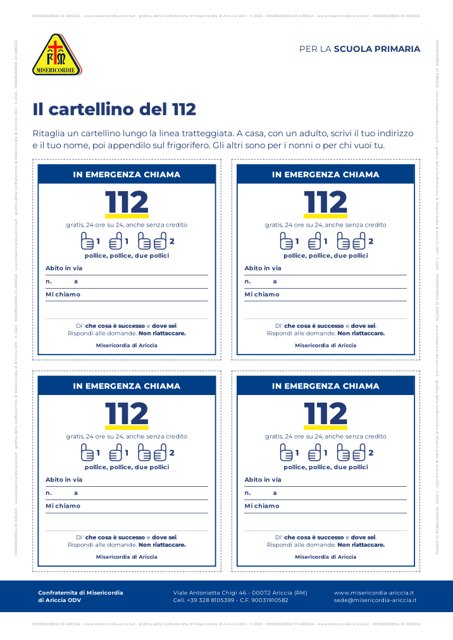 MISERICORDIE
PER LA SCUOLA PRIMARIA
Il cartellino del 112
Ritaglia un cartellino lungo la linea tratteggiata. A casa, con un adulto, scrivi il tuo indirizzo
e il tuo nome, poi appendilo sul frigorifero. Gli altri sono per i nonni o per chi vuoi tu.
IN EMERGENZA CHIAMA
112
gratis, 24 ore su 24, anche senza credito
1 1 2
pollice, pollice, due pollici
Abito in via
n. a
Mi chiamo
Di' che cosa è successo e dove sei
Rispondi alle domande. Non riattaccare.
Misericordia di Ariccia
IN EMERGENZA CHIAMA
112
gratis, 24 ore su 24, anche senza credito
1 1 2
pollice, pollice, due pollici
Abito in via
n. a
Mi chiamo
Di' che cosa è successo e dove sei
Rispondi alle domande. Non riattaccare.
Misericordia di Ariccia
IN EMERGENZA CHIAMA
112
gratis, 24 ore su 24, anche senza credito
1 1 2
pollice, pollice, due pollici
Abito in via
n. a
Mi chiamo
Di' che cosa è successo e dove sei
Rispondi alle domande. Non riattaccare.
Misericordia di Ariccia
IN EMERGENZA CHIAMA
112
gratis, 24 ore su 24, anche senza credito
1 1 2
pollice, pollice, due pollici
Abito in via
n. a
Mi chiamo
Di' che cosa è successo e dove sei
Rispondi alle domande. Non riattaccare.
Misericordia di Ariccia
Confraternita di Misericordia
di Ariccia ODV
Viale Antonietta Chigi 46 - 00072 Ariccia (RM)
Cell. +39 328 8105399 - C.F. 90031910582
www.misericordia-ariccia.it
sede@misericordia-ariccia.it